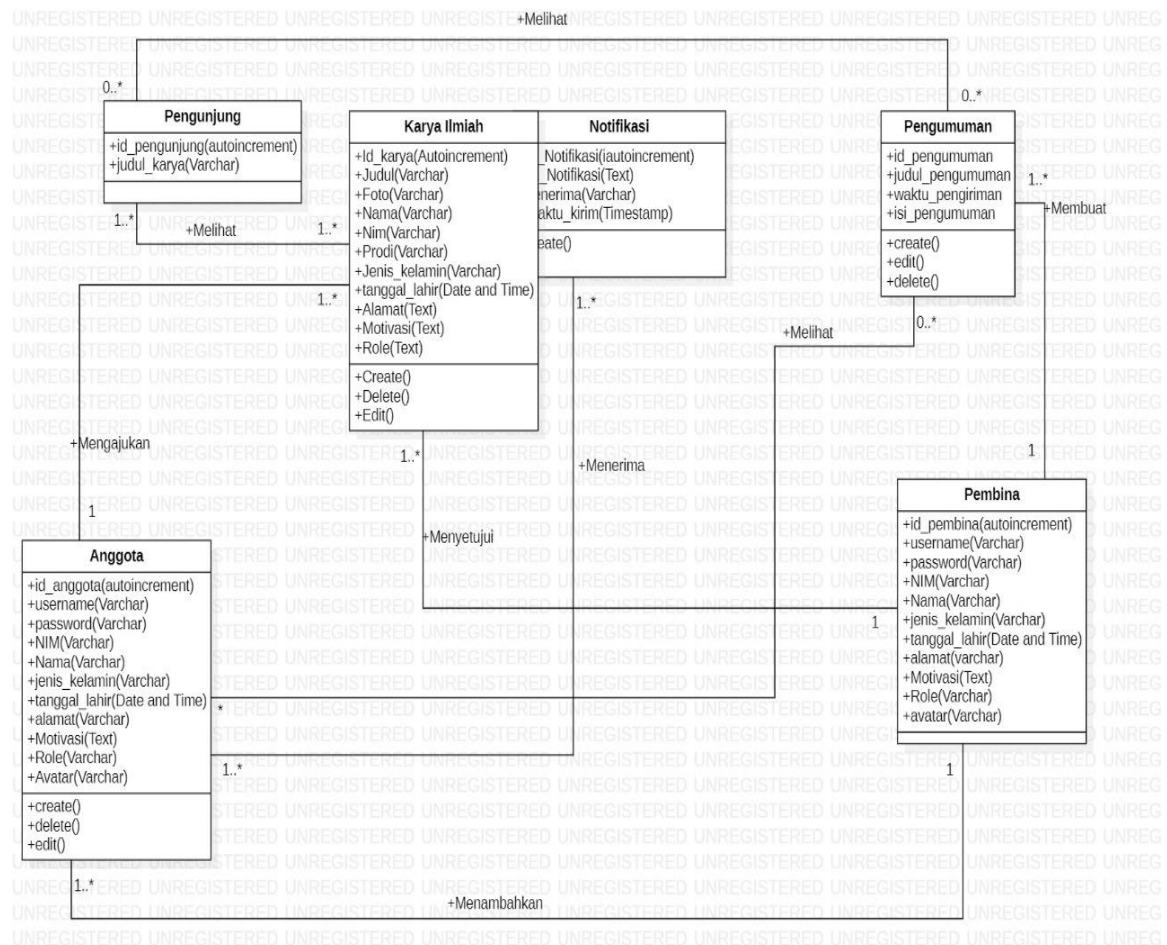 +Melihat
0..*
0..*
Pengunjung
+id_pengunjung(autoincrement)
+judul_karya(Varchar)
1..*
+Melihat
1..*
Karya Ilmiah
+Id_karya(Autoincrement)
+Judul(Varchar)
+Foto(Varchar)
+Nama(Varchar)
+Nim(Varchar)
+Prodi(Varchar)
+Jenis_kelamin(Varchar)
+tanggal_lahir(Date and Time)
+Alamat(Text)
+Motivasi(Text)
+Role(Text)
+Create()
+Delete()
+Edit()
Notifikasi
_Notifikasi(iautoincrement)
_Notifikasi(Text)
enerima(Varchar)
aktu_kirim(Timestamp)
eate()
Pengumuman
+id_pengumuman
+judul_pengumuman
+waktu_pengiriman
+isi_pengumuman
+create()
+edit()
+delete()
1..*
+Membuat
1..*
1..*
+Melihat
0..*
+Mengajukan
1..*
+Menerima
1
1
+Menyetujui
1
Pembina
+id_pembina(autoincrement)
+username(Varchar)
+password(Varchar)
+NIM(Varchar)
+Nama(Varchar)
+jenis_kelamin(Varchar)
+tanggal_lahir(Date and Time)
+alamat(varchar)
+Motivasi(Text)
+Role(Varchar)
+avatar(Varchar)
Anggota
+id_anggota(autoincrement)
+username(Varchar)
+password(Varchar)
+NIM(Varchar)
+Nama(Varchar)
+jenis_kelamin(Varchar)
+tanggal_lahir(Date and Time)
+alamat(Varchar)
+Motivasi(Text)
+Role(Varchar)
+Avatar(Varchar)
+create()
+delete()
+edit()
*
1..*
1
1..*
+Menambahkan
UNREGISTERED